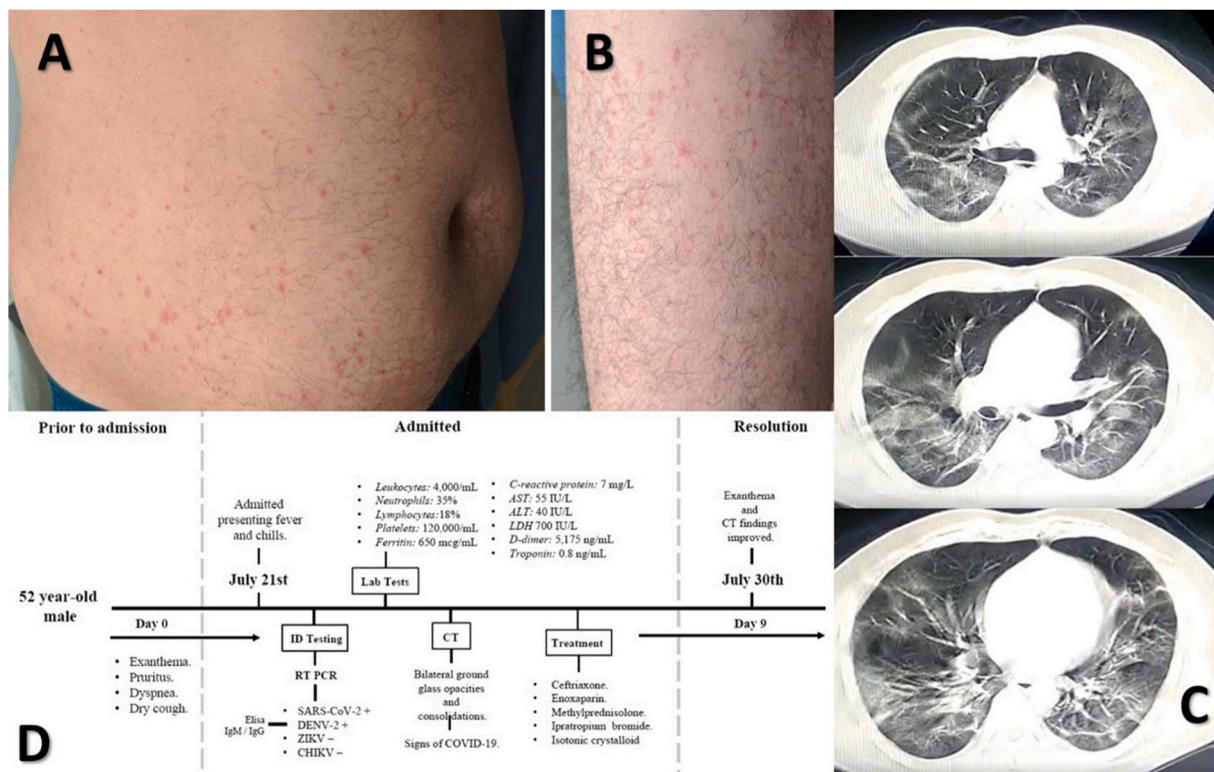 A
B
C
D
Prior to admission
Admitted
Resolution
Admitted
presenting fever
and chills.
July 21st
• Leukocytes: 4,000/mL
• Neutrophils: 35%
• Lymphocytes:18%
• Platelets: 120,000/mL
• Ferritin: 650 mcg/mL
• C-reactive protein: 7 mg/L
• AST: 55 IU/L
• ALT: 40 IU/L
• LDH 700 IU/L
• D-dimer: 5,175 ng/mL
• Troponin: 0.8 ng/mL
Lab Tests
Exanthema
and
CT findings
improved.
July 30th
52 year-old
male
Day 0
• Exanthema.
• Pruritus.
• Dyspnea.
• Dry cough.
ID Testing
RT PCR
Elisa
IgM / IgG
• SARS-CoV-2 +
• DENV-2 +
• ZIKV –
• CHIKV –
CT
Bilateral ground
glass opacities
and
consolidations.
Signs of COVID-19.
Treatment
• Ceftriaxone.
• Enoxaparin.
• Methylprednisolone.
• Ipratropium bromide.
• Isotonic crystalloid
Day 9